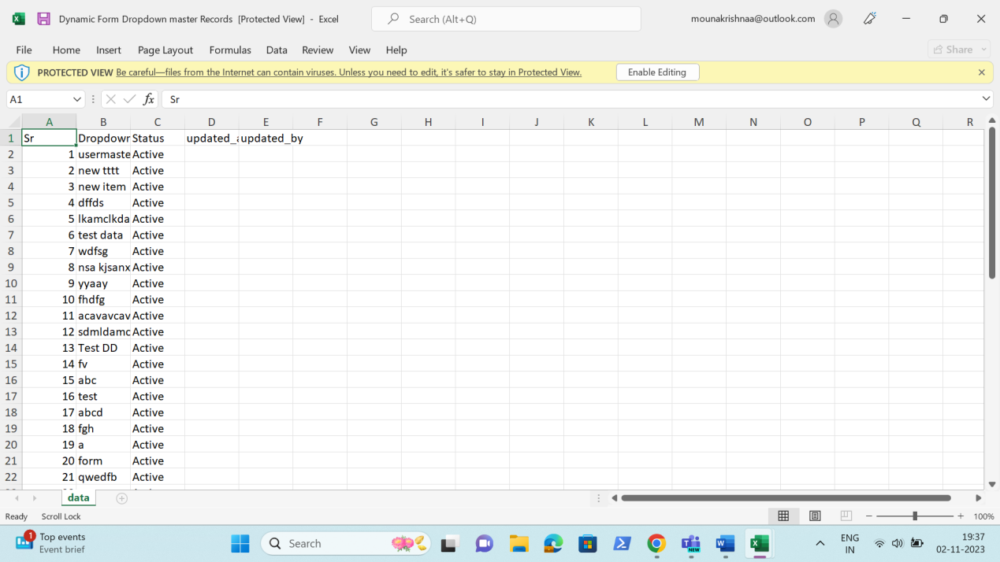 Dynamic Form Dropdown master Records [Protected View] - Excel
Search (Alt+Q)
mounakrishnaa@outlook.com
File Home Insert Page Layout Formulas Data Review View Help
Share
PROTECTED VIEW Be careful—files from the Internet can contain viruses. Unless you need to edit, it's safer to stay in Protected View.
Enable Editing
A1 fx Sr
A B C D E F G H I J K L M N O P Q R
1 Sr Dropdown Status updated_a updated_by
2 1 usermaste Active
3 2 new tttt Active
4 3 new item Active
5 4 dffds Active
6 5 lkamclkda Active
7 6 test data Active
8 7 wdfsg Active
9 8 nsa kjsanx Active
10 9 yyaay Active
11 10 fhdfg Active
12 11 acavavcav Active
13 12 sdmldamc Active
14 13 Test DD Active
15 14 fv Active
16 15 abc Active
17 16 test Active
18 17 abcd Active
19 18 fgh Active
20 19 a Active
21 20 form Active
22 21 qwedfb Active
data
Ready Scroll Lock
100%
1 Top events
Event brief
Search
NEW
ENG
IN
19:37
02-11-2023